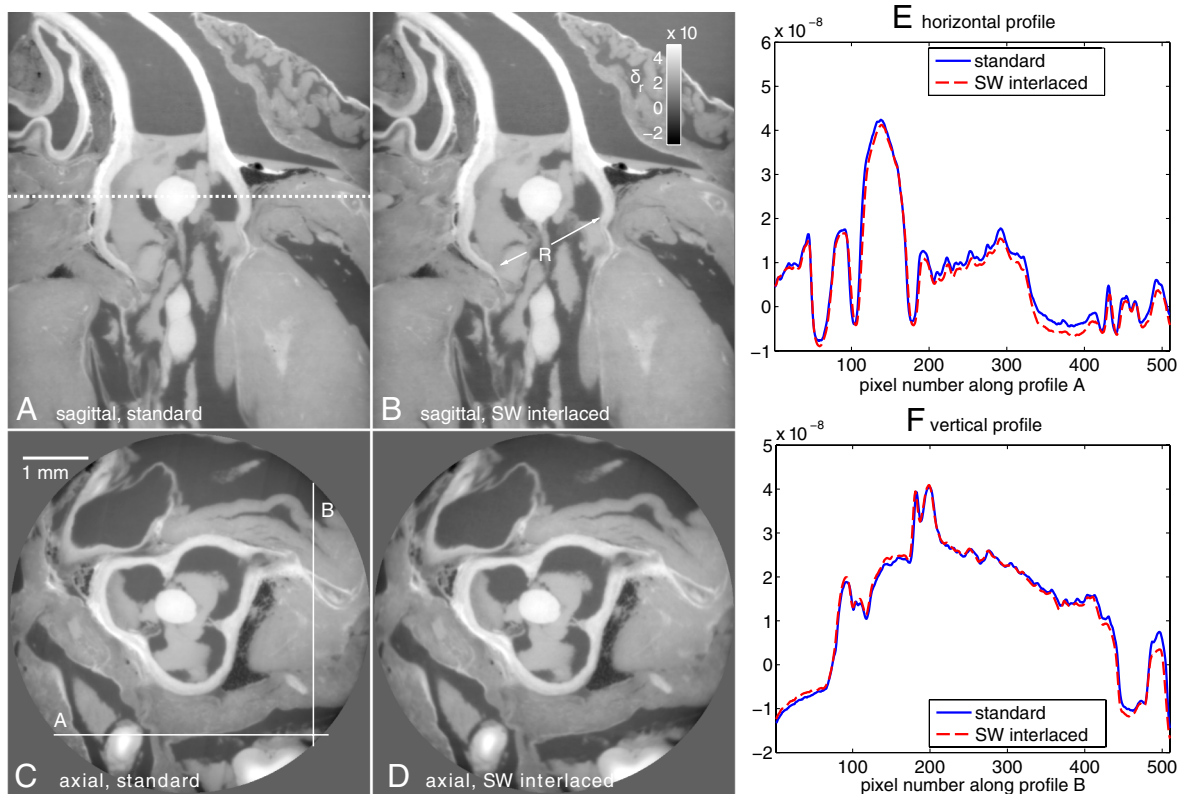 x 10
4
2
0
−2
δr
R
A sagittal, standard
B sagittal, SW interlaced
1 mm
B
A
C axial, standard
D axial, SW interlaced
E horizontal profile
x 10−8
6
5
4
3
2
1
0
−1
standard
SW interlaced
100 200 300 400 500
pixel number along profile A
F vertical profile
x 10−8
5
4
3
2
1
0
−1
−2
standard
SW interlaced
100 200 300 400 500
pixel number along profile B